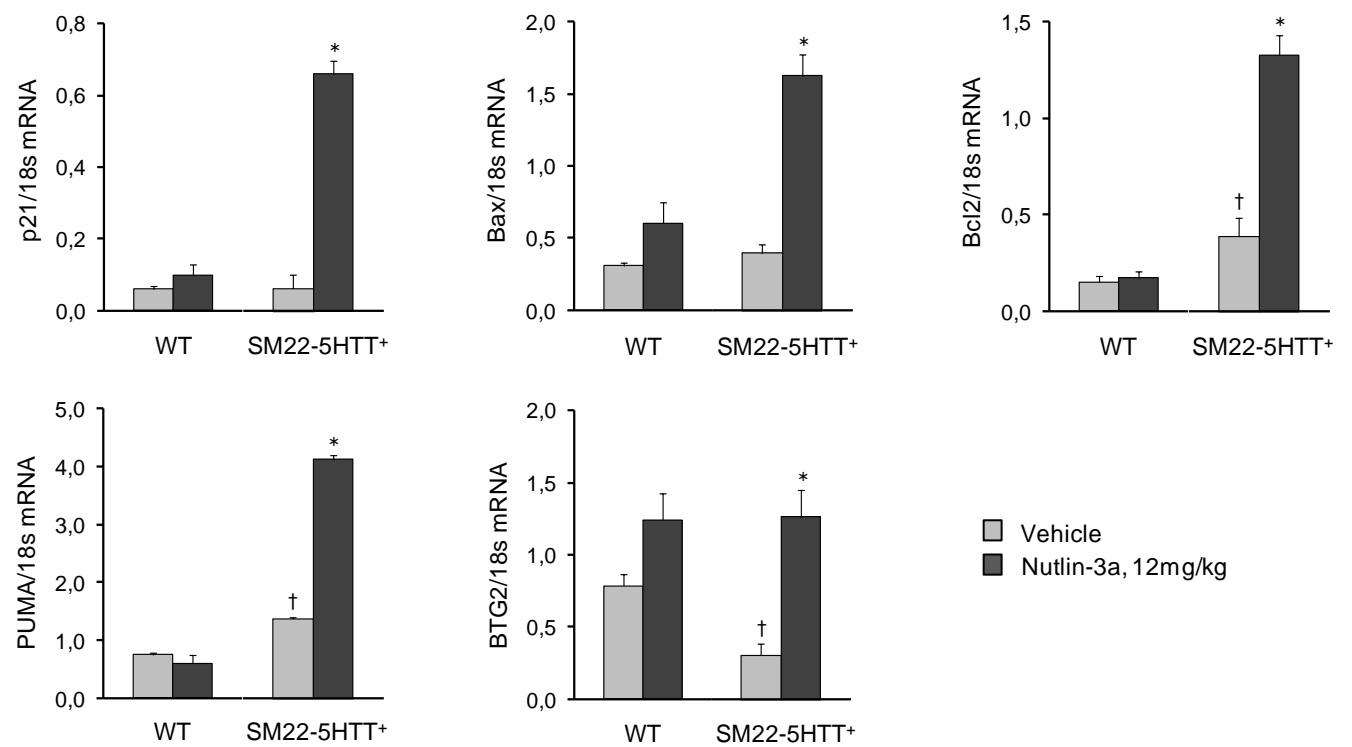 p21/18s mRNA
0,8
0,6
0,4
0,2
0,0
*
WT
SM22-5HTT+
Bax/18s mRNA
2,0
1,5
1,0
0,5
0,0
*
WT
SM22-5HTT+
Bcl2/18s mRNA
1,5
1,0
0,5
0,0
†
*
WT
SM22-5HTT+
PUMA/18s mRNA
5,0
4,0
3,0
2,0
1,0
0,0
†
*
WT
SM22-5HTT+
BTG2/18s mRNA
2,0
1,5
1,0
0,5
0,0
†
*
WT
SM22-5HTT+
Vehicle
Nutlin-3a, 12mg/kg